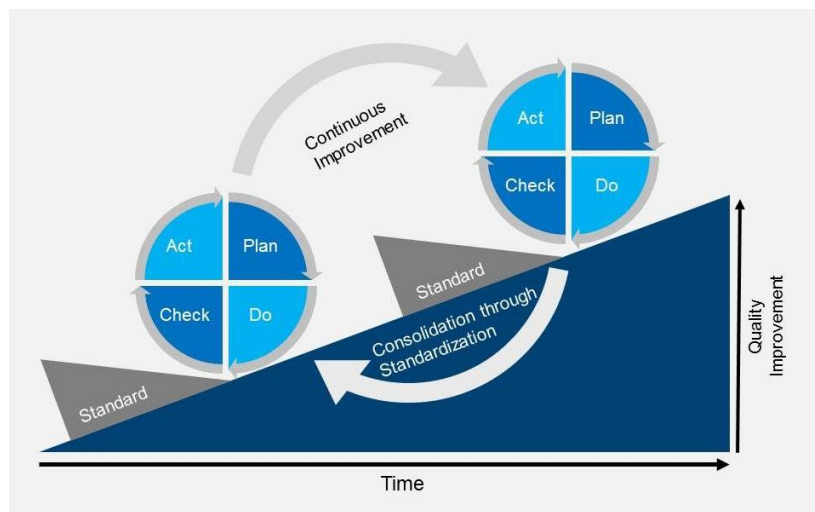 Continuous
Improvement
Act
Plan
Check
Do
Act
Plan
Check
Do
Standard
Standard
Consolidation through
Standardization
Quality
Improvement
Time